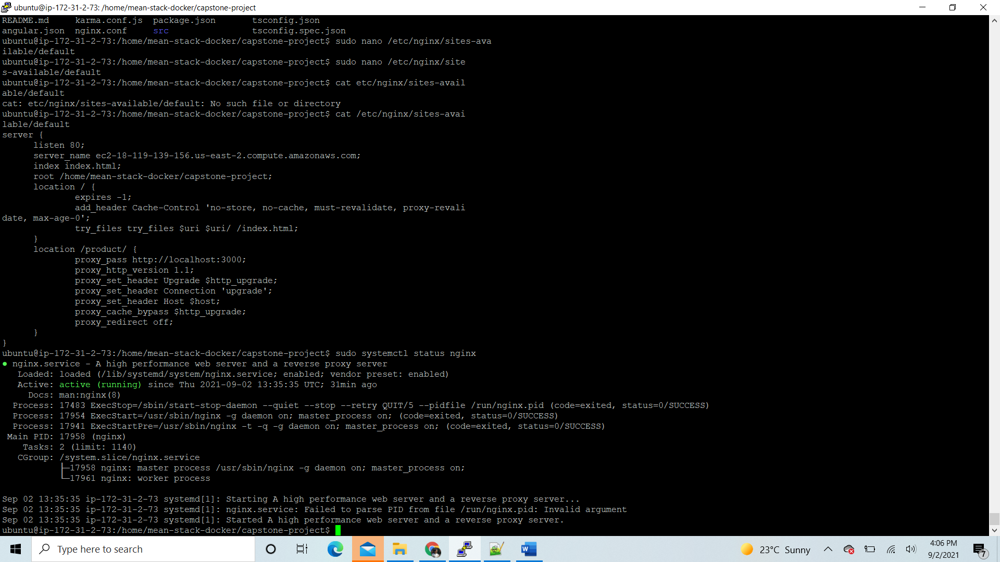 ubuntu@ip-172-31-2-73: /home/mean-stack-docker/capstone-project
README.md     karma.conf.js  package.json       tsconfig.json
angular.json  nginx.conf     src                tsconfig.spec.json
ubuntu@ip-172-31-2-73:/home/mean-stack-docker/capstone-project$ sudo nano /etc/nginx/sites-ava
ilable/default
ubuntu@ip-172-31-2-73:/home/mean-stack-docker/capstone-project$ sudo nano /etc/nginx/site
s-available/default
ubuntu@ip-172-31-2-73:/home/mean-stack-docker/capstone-project$ cat etc/nginx/sites-avail
able/default
cat: etc/nginx/sites-available/default: No such file or directory
ubuntu@ip-172-31-2-73:/home/mean-stack-docker/capstone-project$ cat /etc/nginx/sites-avai
lable/default
server {
      listen 80;
      server_name ec2-18-119-139-156.us-east-2.compute.amazonaws.com;
      index index.html;
      root /home/mean-stack-docker/capstone-project;
      location / {
              expires -1;
              add_header Cache-Control 'no-store, no-cache, must-revalidate, proxy-revali
date, max-age-0';
              try_files try_files $uri $uri/ /index.html;
      }
      location /product/ {
              proxy_pass http://localhost:3000;
              proxy_http_version 1.1;
              proxy_set_header Upgrade $http_upgrade;
              proxy_set_header Connection 'upgrade';
              proxy_set_header Host $host;
              proxy_cache_bypass $http_upgrade;
              proxy_redirect off;
      }
}
ubuntu@ip-172-31-2-73:/home/mean-stack-docker/capstone-project$ sudo systemctl status nginx
● nginx.service - A high performance web server and a reverse proxy server
   Loaded: loaded (/lib/systemd/system/nginx.service; enabled; vendor preset: enabled)
   Active: active (running) since Thu 2021-09-02 13:35:35 UTC; 31min ago
     Docs: man:nginx(8)
  Process: 17483 ExecStop=/sbin/start-stop-daemon --quiet --stop --retry QUIT/5 --pidfile /run/nginx.pid (code=exited, status=0/SUCCESS)
  Process: 17954 ExecStart=/usr/sbin/nginx -g daemon on; master_process on; (code=exited, status=0/SUCCESS)
  Process: 17941 ExecStartPre=/usr/sbin/nginx -t -q -g daemon on; master_process on; (code=exited, status=0/SUCCESS)
 Main PID: 17958 (nginx)
    Tasks: 2 (limit: 1140)
   CGroup: /system.slice/nginx.service
           ├─17958 nginx: master process /usr/sbin/nginx -g daemon on; master_process on;
           └─17961 nginx: worker process
Sep 02 13:35:35 ip-172-31-2-73 systemd[1]: Starting A high performance web server and a reverse proxy server...
Sep 02 13:35:35 ip-172-31-2-73 systemd[1]: nginx.service: Failed to parse PID from file /run/nginx.pid: Invalid argument
Sep 02 13:35:35 ip-172-31-2-73 systemd[1]: Started A high performance web server and a reverse proxy server.
ubuntu@ip-172-31-2-73:/home/mean-stack-docker/capstone-project$
Type here to search
W
23°C Sunny
4:06 PM
9/2/2021
7